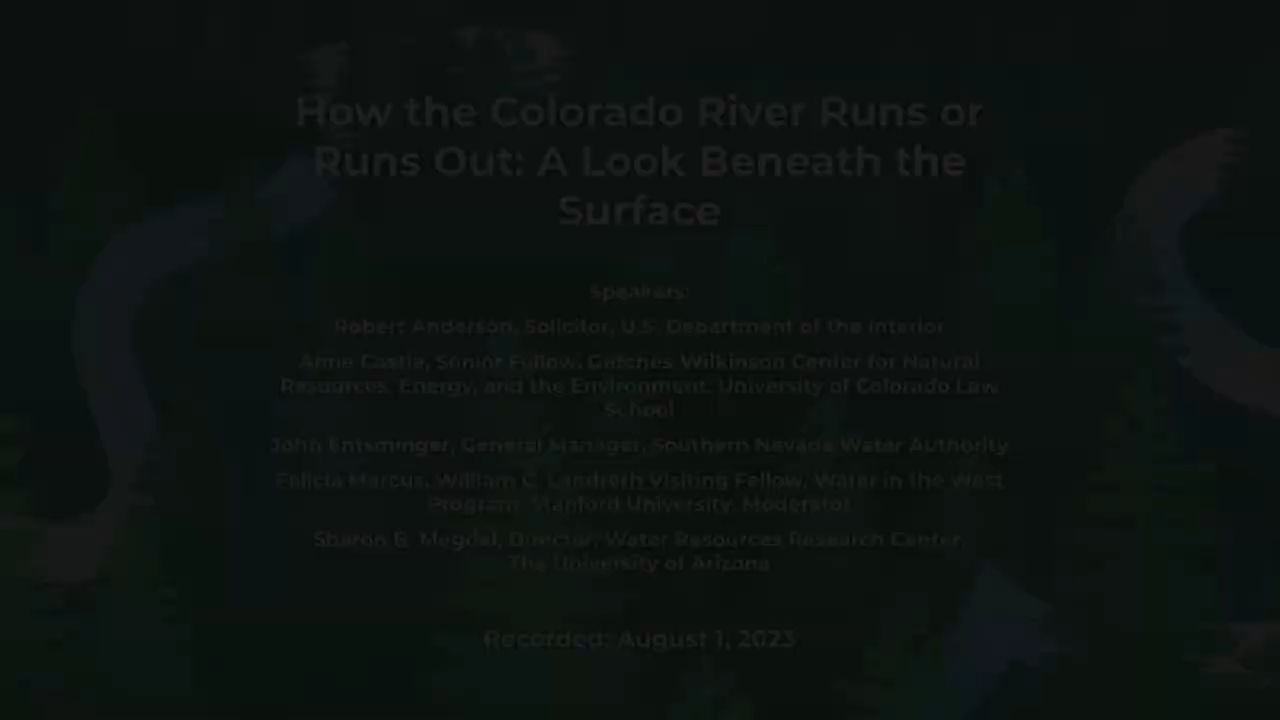 How the Colorado River Runs or
Runs Out: A Look Beneath the
Surface
Speakers:
Robert Anderson, Solicitor, U.S. Department of the Interior
Anne Castle, Senior Fellow, Getches Wilkinson Center for Natural
Resources, Energy, and the Environment, University of Colorado Law
School
John Entsminger, General Manager, Southern Nevada Water Authority
Felicia Marcus, William C. Landreth Visiting Fellow, Water in the West
Program, Stanford University, Moderator
Sharon B. Megdal, Director, Water Resources Research Center,
The University of Arizona
Recorded: August 1, 2023